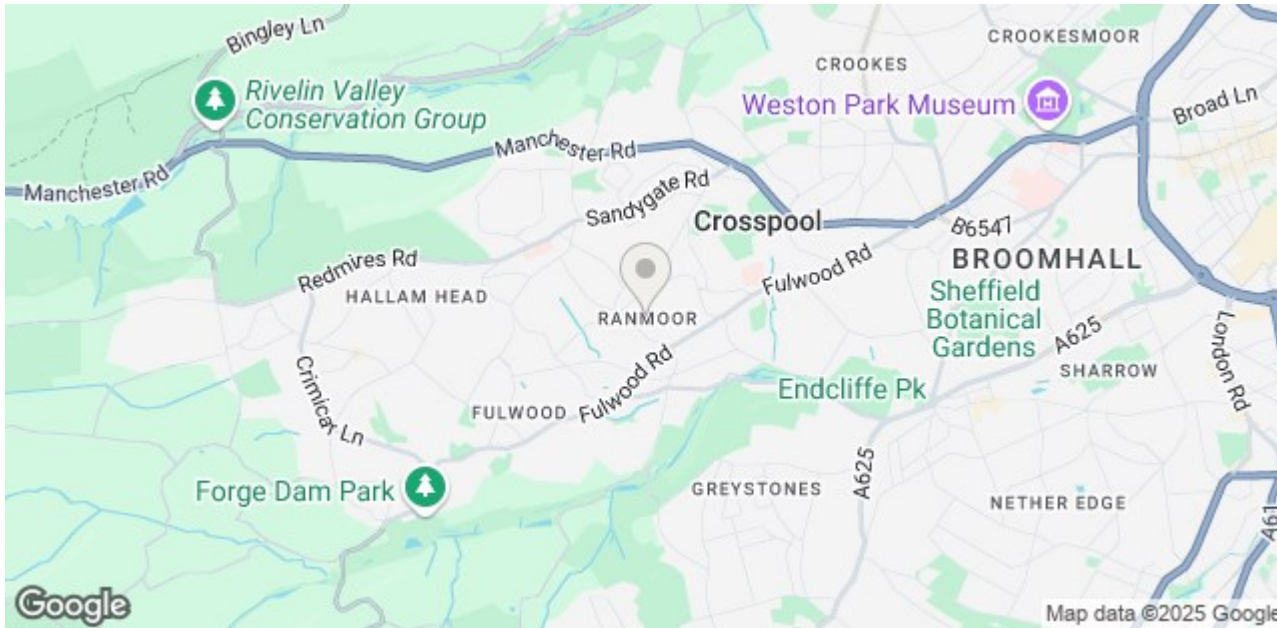 Bingley Ln
CROOKESMOOR
CROOKES
Rivelin Valley
Conservation Group
Weston Park Museum
Broad Ln
Manchester Rd
Manchester Rd
Sandygate Rd
Crosspool
B6547
BROOMHALL
Redmires Rd
Fulwood Rd
HALLAM HEAD
RANMOOR
Sheffield
Botanical
Gardens
A625
London Rd
SHARROW
Crimicar Ln
Fulwood Rd
Endcliffe Pk
FULWOOD
A625
Forge Dam Park
GREYSTONES
NETHER EDGE
A61
Google
Map data ©2025 Google